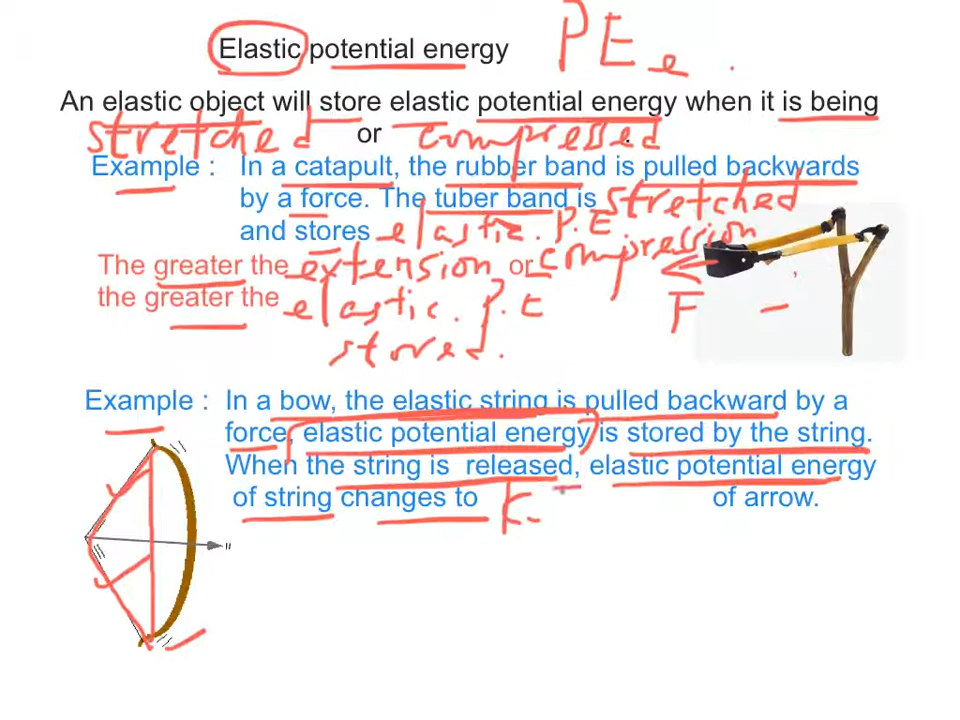 Elastic potential energy PEe.
An elastic object will store elastic potential energy when it is being
stretched or compressed.
Example : In a catapult, the rubber band is pulled backwards
by a force. The tuber band is stretched
and stores elastic. P.E
The greater the extension or compression,
the greater the elastic. P.E
F
stored.
Example : In a bow, the elastic string is pulled backward by a
force, elastic potential energy is stored by the string.
When the string is released, elastic potential energy
of string changes to K. of arrow.